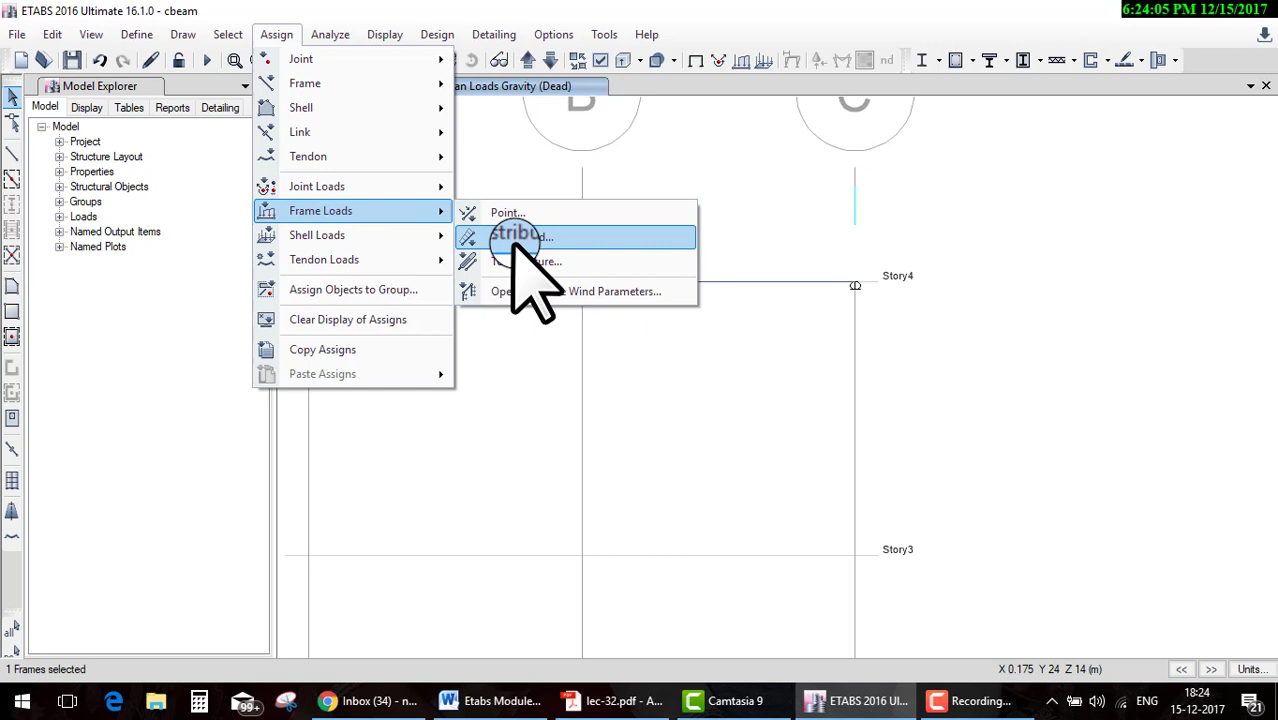 ETABS 2016 Ultimate 16.1.0 - cbeam
6:24:05 PM 12/15/2017
File Edit View Define Draw Select Assign Analyze Display Design Detailing Options Tools Help
nd
Model Explorer
an Loads Gravity (Dead)
Model Display Tables Reports Detailing
Model
Project
Structure Layout
Properties
Structural Objects
Groups
Loads
Named Output Items
Named Plots
Joint
Frame
Shell
Link
Tendon
Joint Loads
Frame Loads
Shell Loads
Tendon Loads
Assign Objects to Group...
Clear Display of Assigns
Copy Assigns
Paste Assigns
Point...
Wind Parameters...
B
C
Story4
Story3
all
1 Frames selected
X 0.175 Y 24 Z 14 (m)
<< >> Units...
99+
Inbox (34) - n...
Etabs Module...
lec-32.pdf - A...
Camtasia 9
ETABS 2016 Ul...
Recording...
ENG
18:24
15-12-2017
21